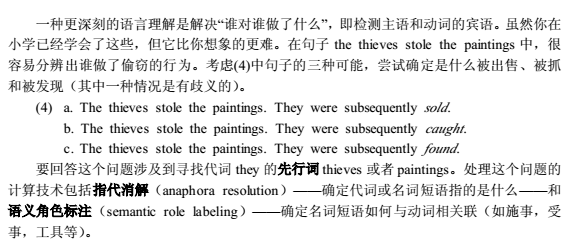 一种更深刻的语言理解是解决“谁对谁做了什么”，即检测主语和动词的宾语。虽然你在
小学已经学会了这些，但它比你想象的更难。在句子 the thieves stole the paintings 中，很
容易分辨出谁做了偷窃的行为。考虑(4)中句子的三种可能，尝试确定是什么被出售、被抓
和被发现（其中一种情况是有歧义的）。
(4) a. The thieves stole the paintings. They were subsequently sold.
b. The thieves stole the paintings. They were subsequently caught.
c. The thieves stole the paintings. They were subsequently found.
要回答这个问题涉及到寻找代词 they 的先行词 thieves 或者 paintings。处理这个问题的
计算技术包括指代消解（anaphora resolution）——确定代词或名词短语指的是什么——和
语义角色标注（semantic role labeling）——确定名词短语如何与动词相关联（如施事，受
事，工具等）。